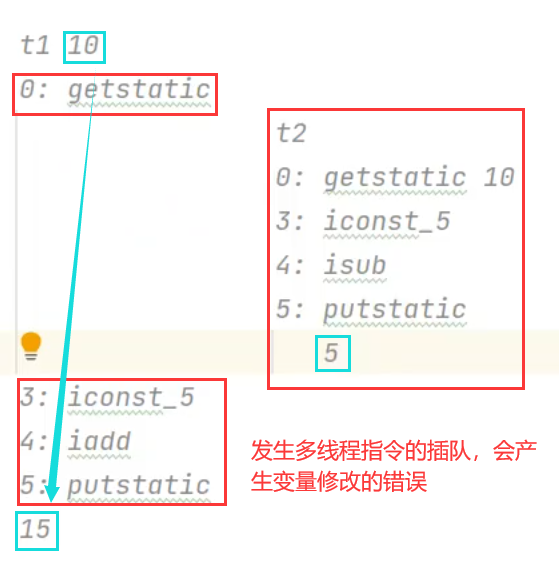 t1 10
0: getstatic
t2
0: getstatic 10
3: iconst_5
4: isub
5: putstatic
5
3: iconst_5
4: iadd
5: putstatic
15
发生多线程指令的插队，会产
生变量修改的错误